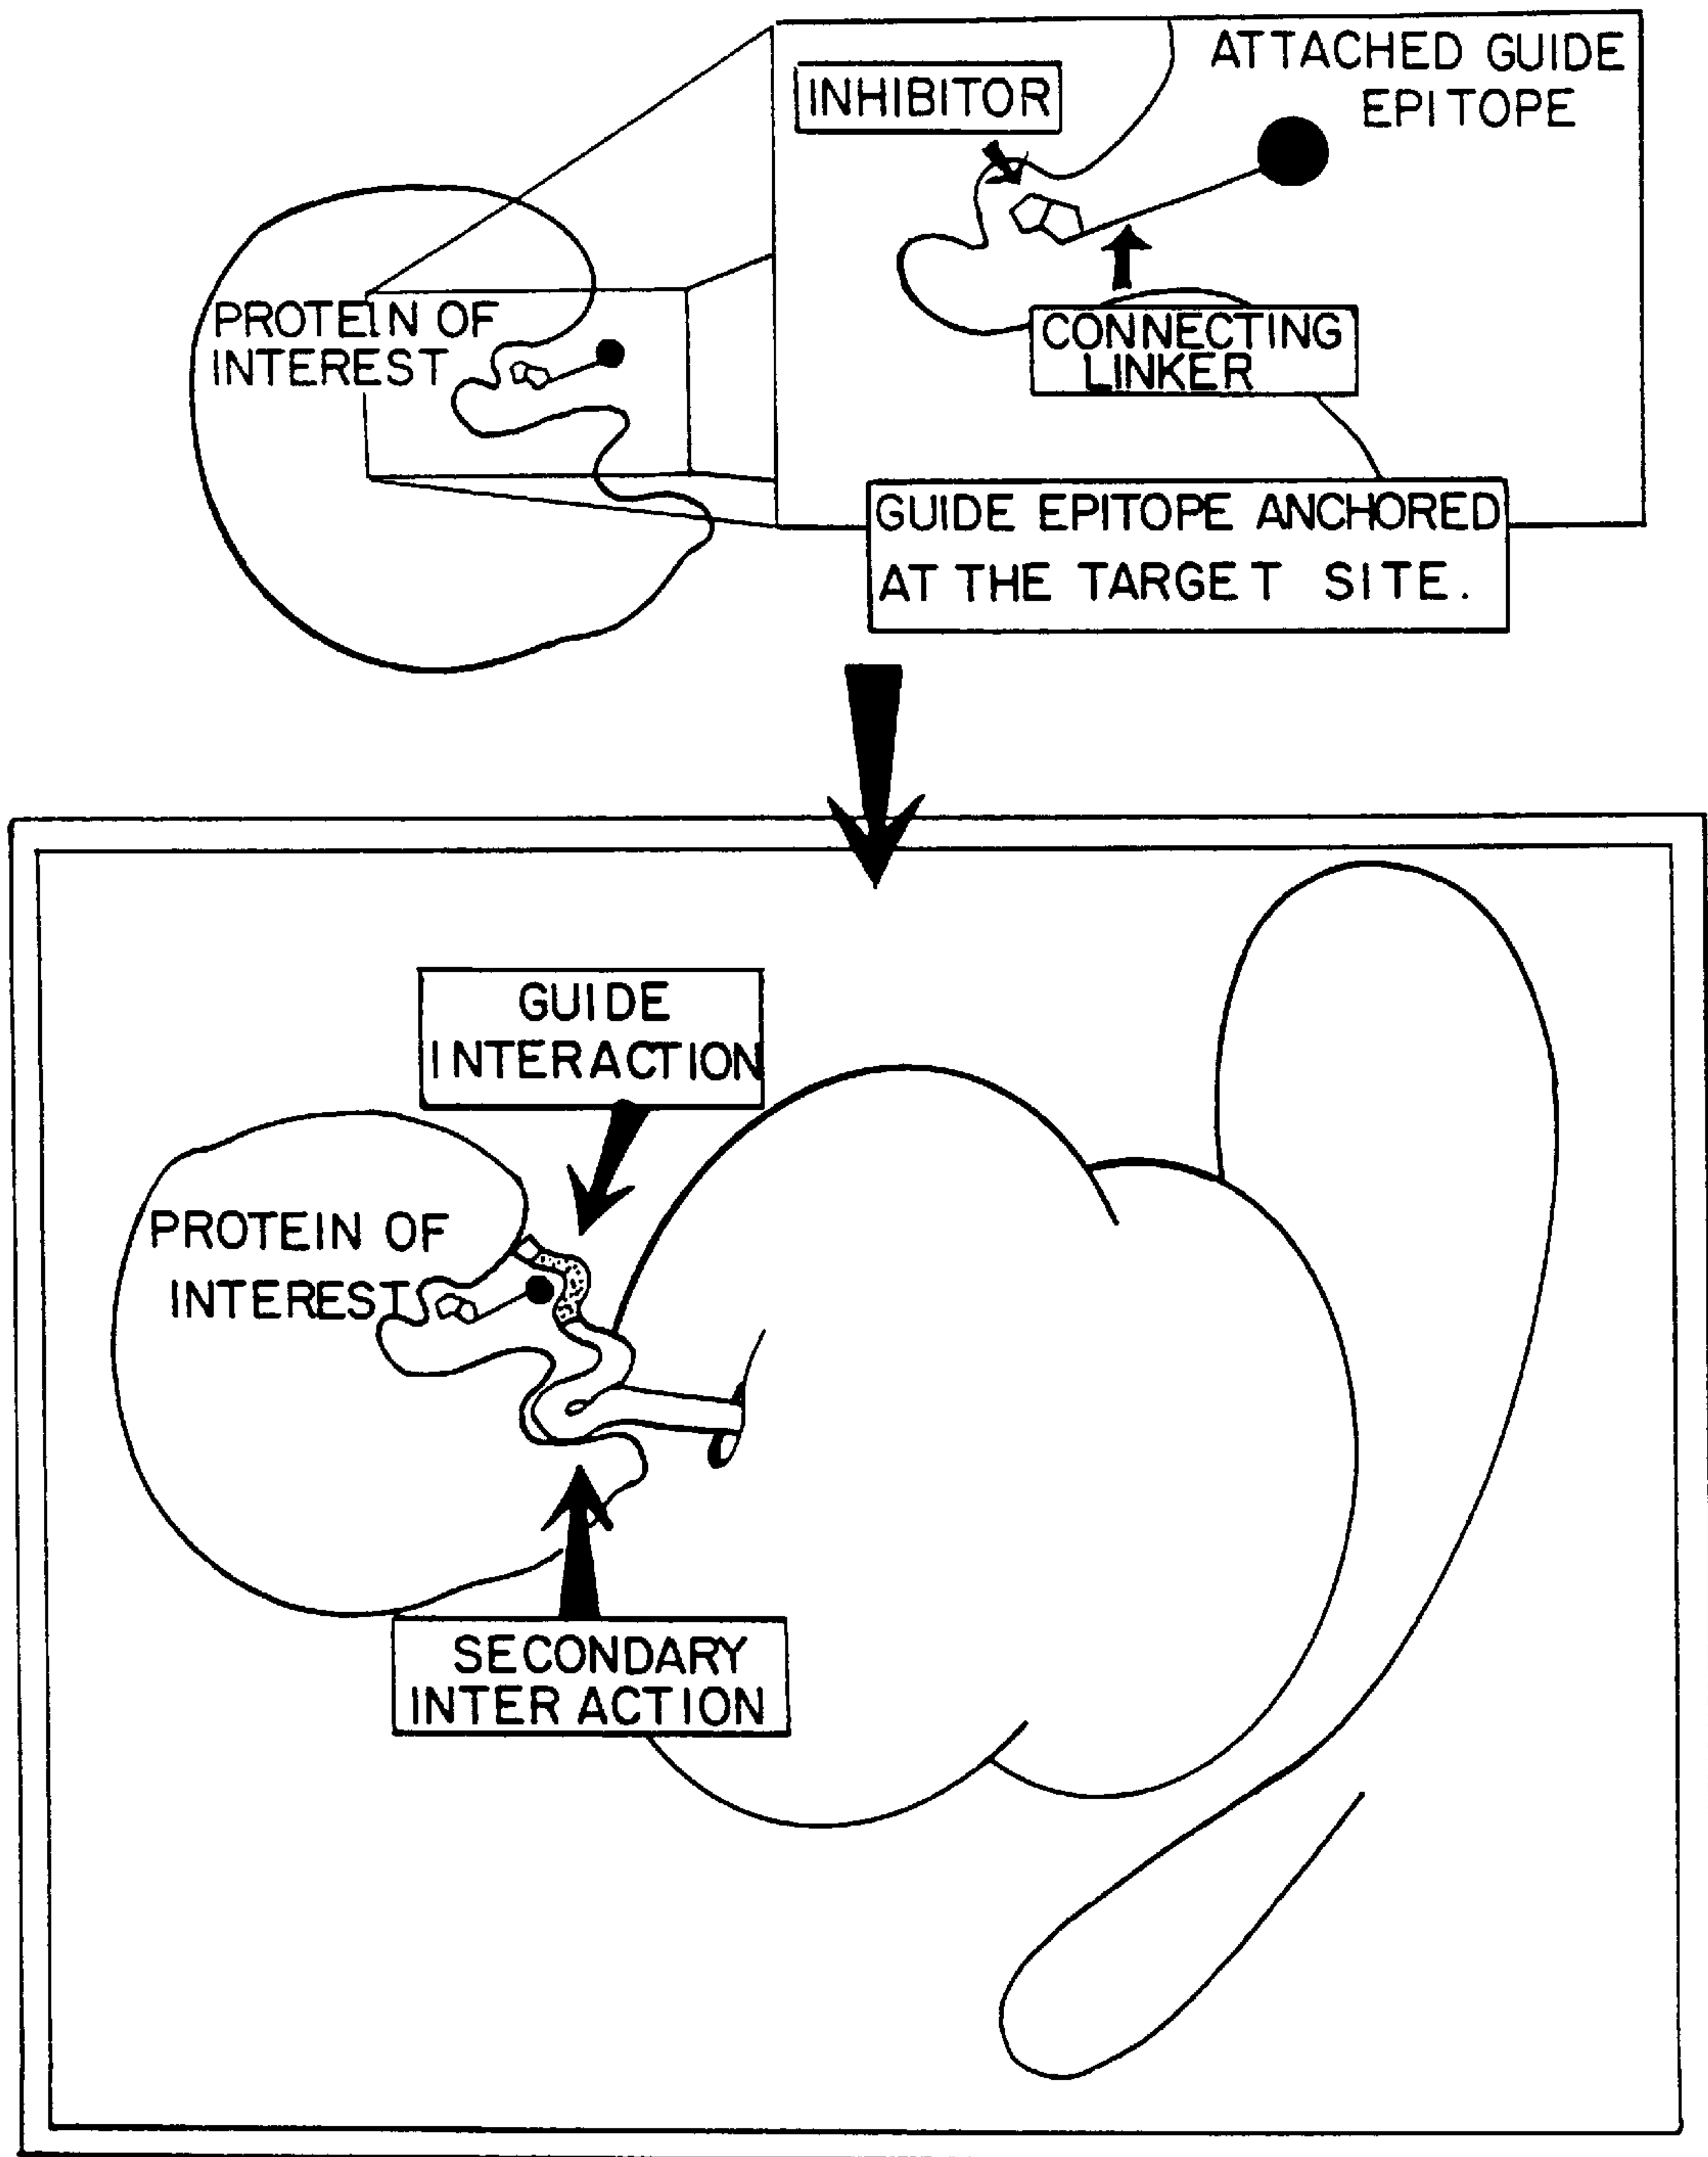 ATTACHED GUIDE
EPITOPE
INHIBITOR
PROTEIN OF
INTEREST
CONNECTING
LINKER
GUIDE EPITOPE ANCHORED
AT THE TARGET SITE.
GUIDE
INTERACTION
PROTEIN OF
INTEREST
SECONDARY
INTERACTION